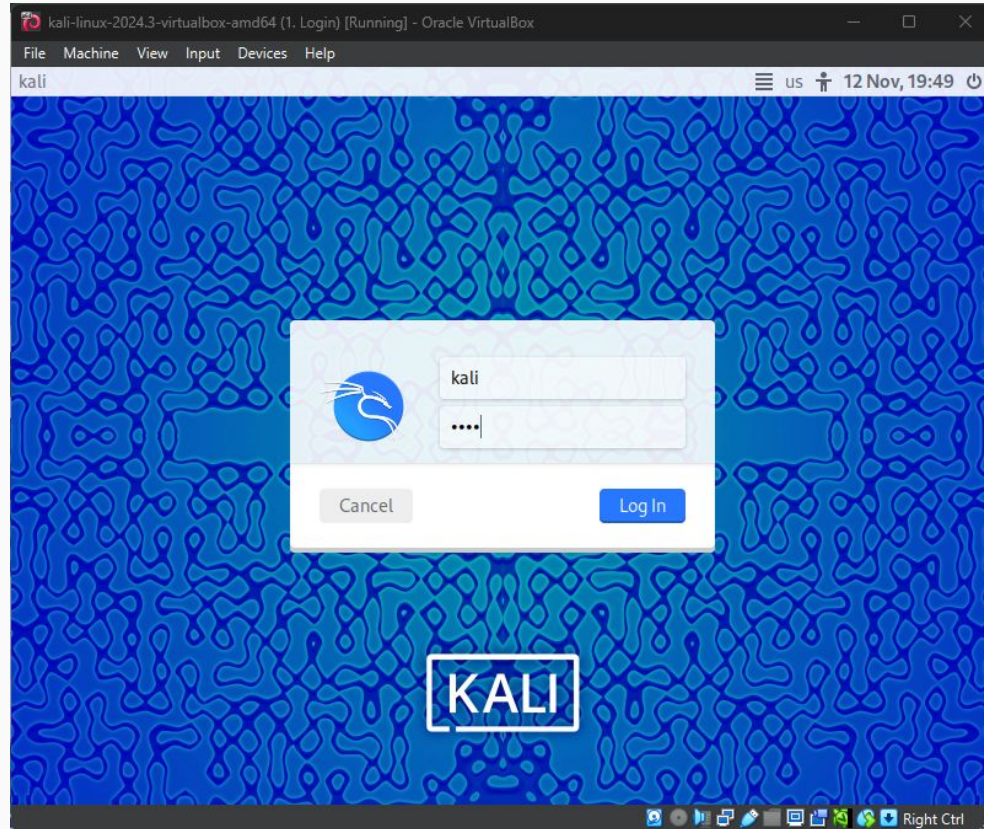 kali-linux-2024.3-virtualbox-amd64 (1. Login) [Running] - Oracle VirtualBox
File Machine View Input Devices Help
kali us 12 Nov, 19:49
kali
••••
Cancel Log In
KALI
Right Ctrl